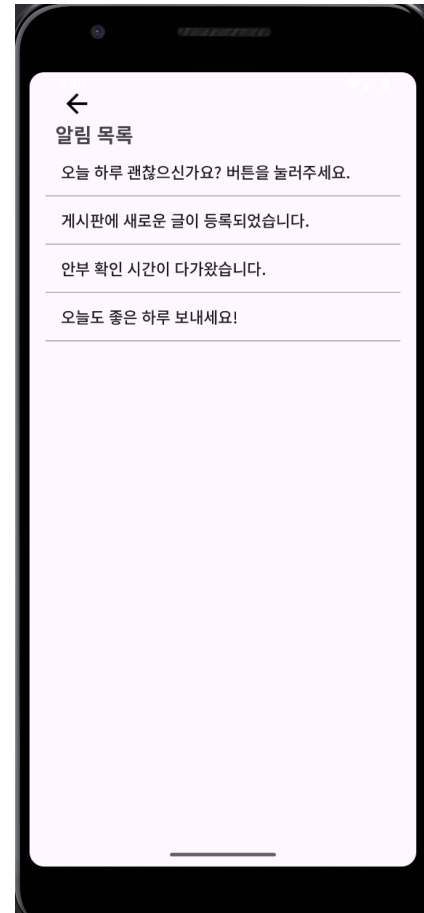 알림 목록
오늘 하루 괜찮으신가요? 버튼을 눌러주세요.
게시판에 새로운 글이 등록되었습니다.
안부 확인 시간이 다가왔습니다.
오늘도 좋은 하루 보내세요!